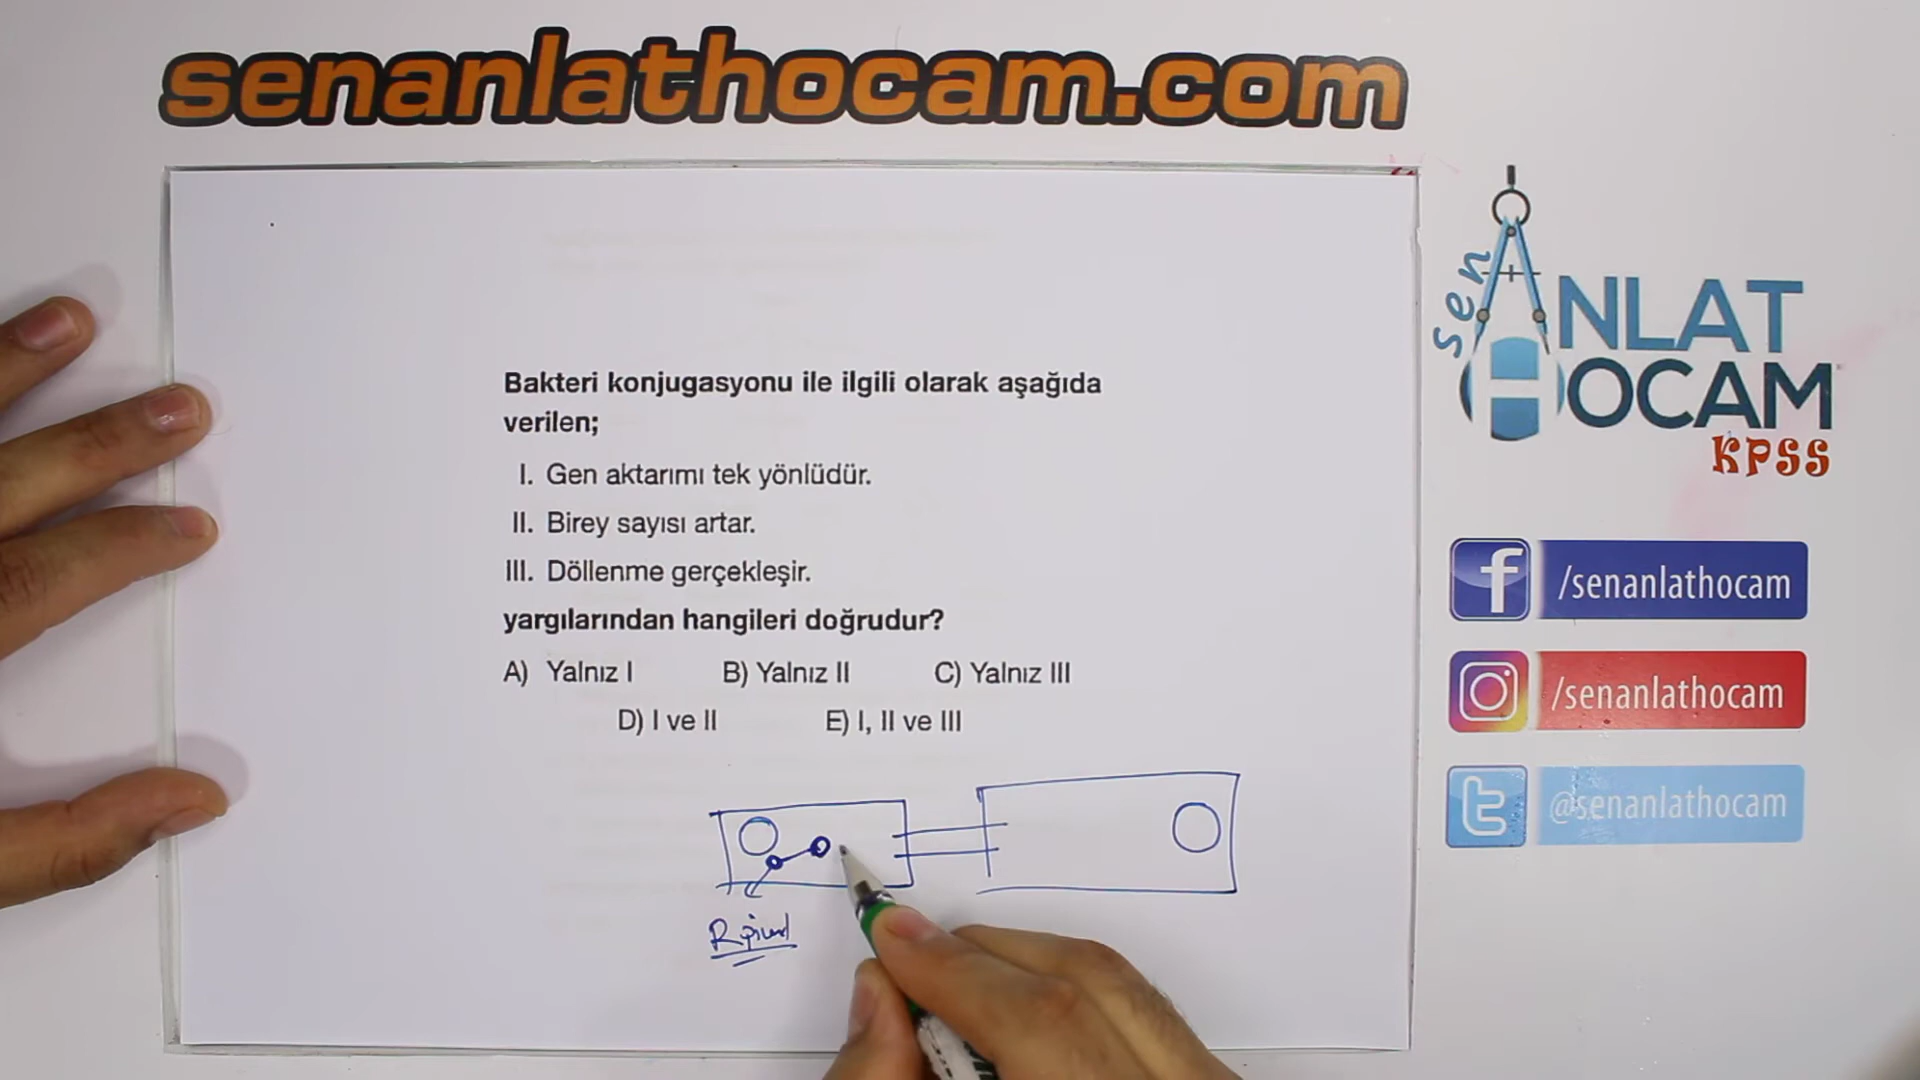 senanlathocam.com
sen
ANLAT
HOCAM
KPSS
Bakteri konjugasyonu ile ilgili olarak aşağıda
verilen;
I. Gen aktarımı tek yönlüdür.
II. Birey sayısı artar.
III. Döllenme gerçekleşir.
yargılarından hangileri doğrudur?
A) Yalnız I B) Yalnız II C) Yalnız III
D) I ve II E) I, II ve III
/senanlathocam
/senanlathocam
@senanlathocam